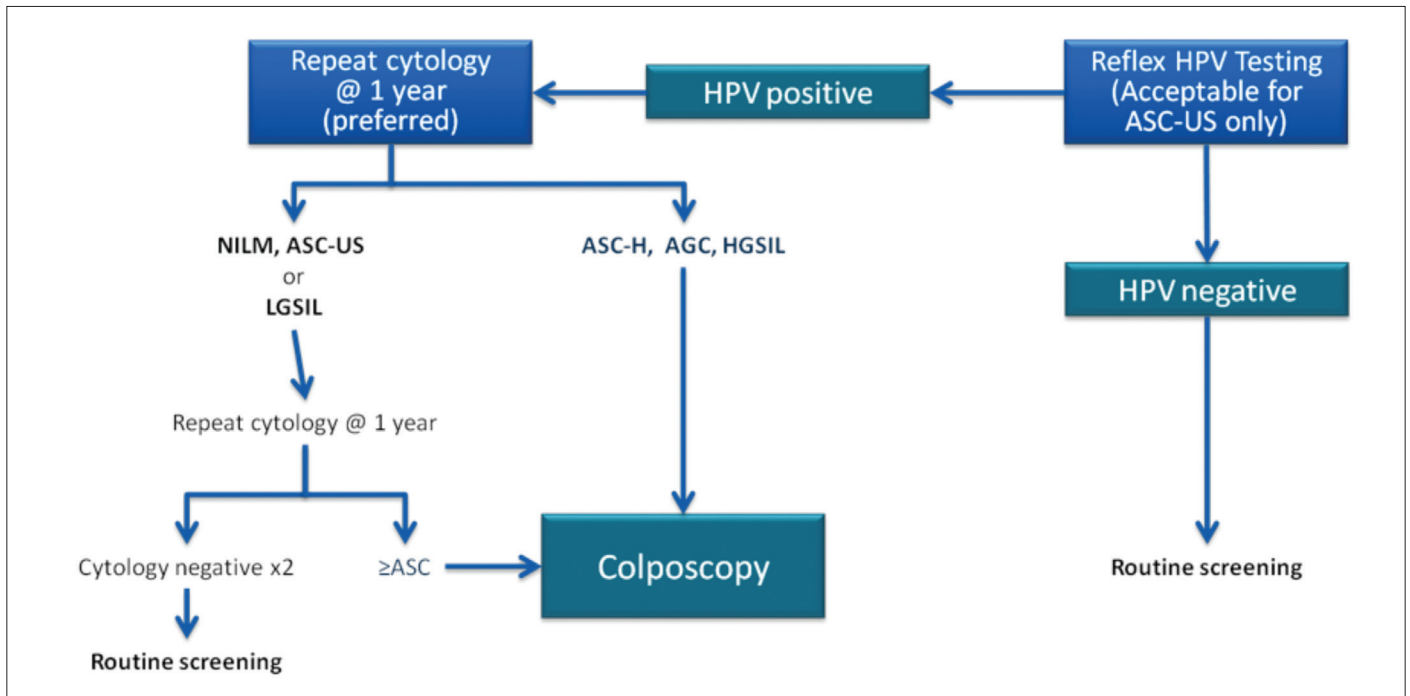 Repeat cytology
@ 1 year
(preferred)
HPV positive
Reflex HPV Testing
(Acceptable for
ASC-US only)
NILM, ASC-US
or
LGSIL
ASC-H, AGC, HGSIL
HPV negative
Repeat cytology @ 1 year
Cytology negative x2
≥ASC
Colposcopy
Routine screening
Routine screening